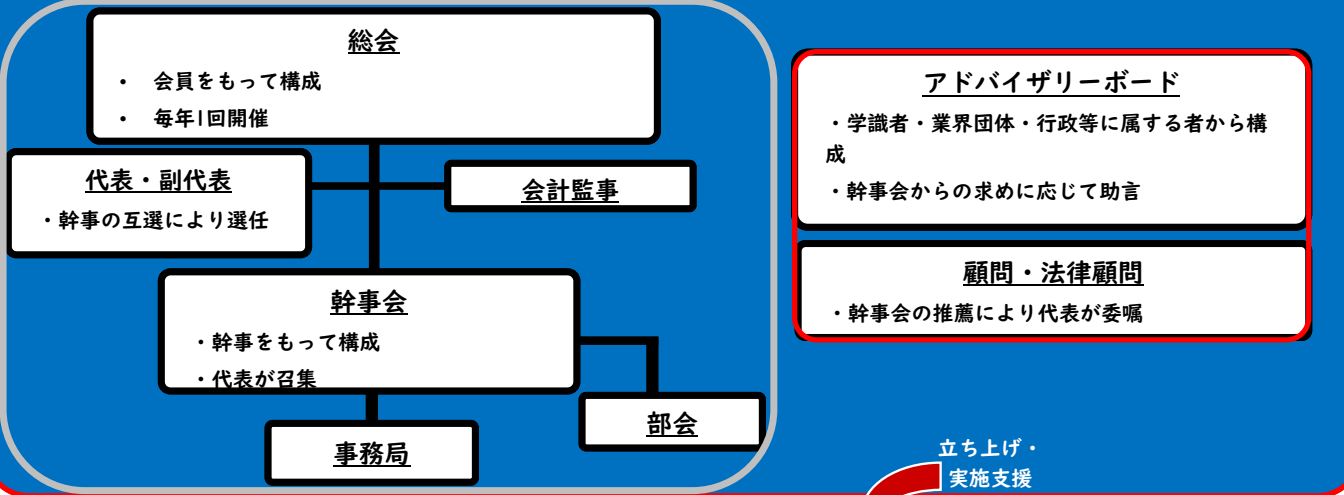 総会
・ 会員をもって構成
・ 毎年1回開催
代表・副代表
・幹事の互選により選任
会計監事
幹事会
・幹事をもって構成
・代表が召集
事務局
部会
アドバイザリーボード
・学識者・業界団体・行政等に属する者から構
成
・幹事会からの求めに応じて助言
顧問・法律顧問
・幹事会の推薦により代表が委嘱
立ち上げ・
実施支援